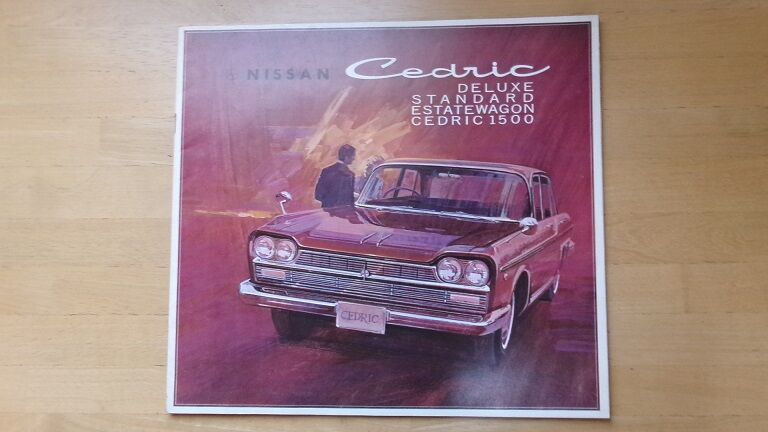 NISSAN Cedric
DELUXE
STANDARD
ESTATEWAGON
CEDRIC 1500
CEDRIC